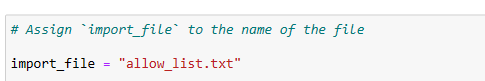 # Assign `import_file` to the name of the file
import_file = "allow_list.txt"